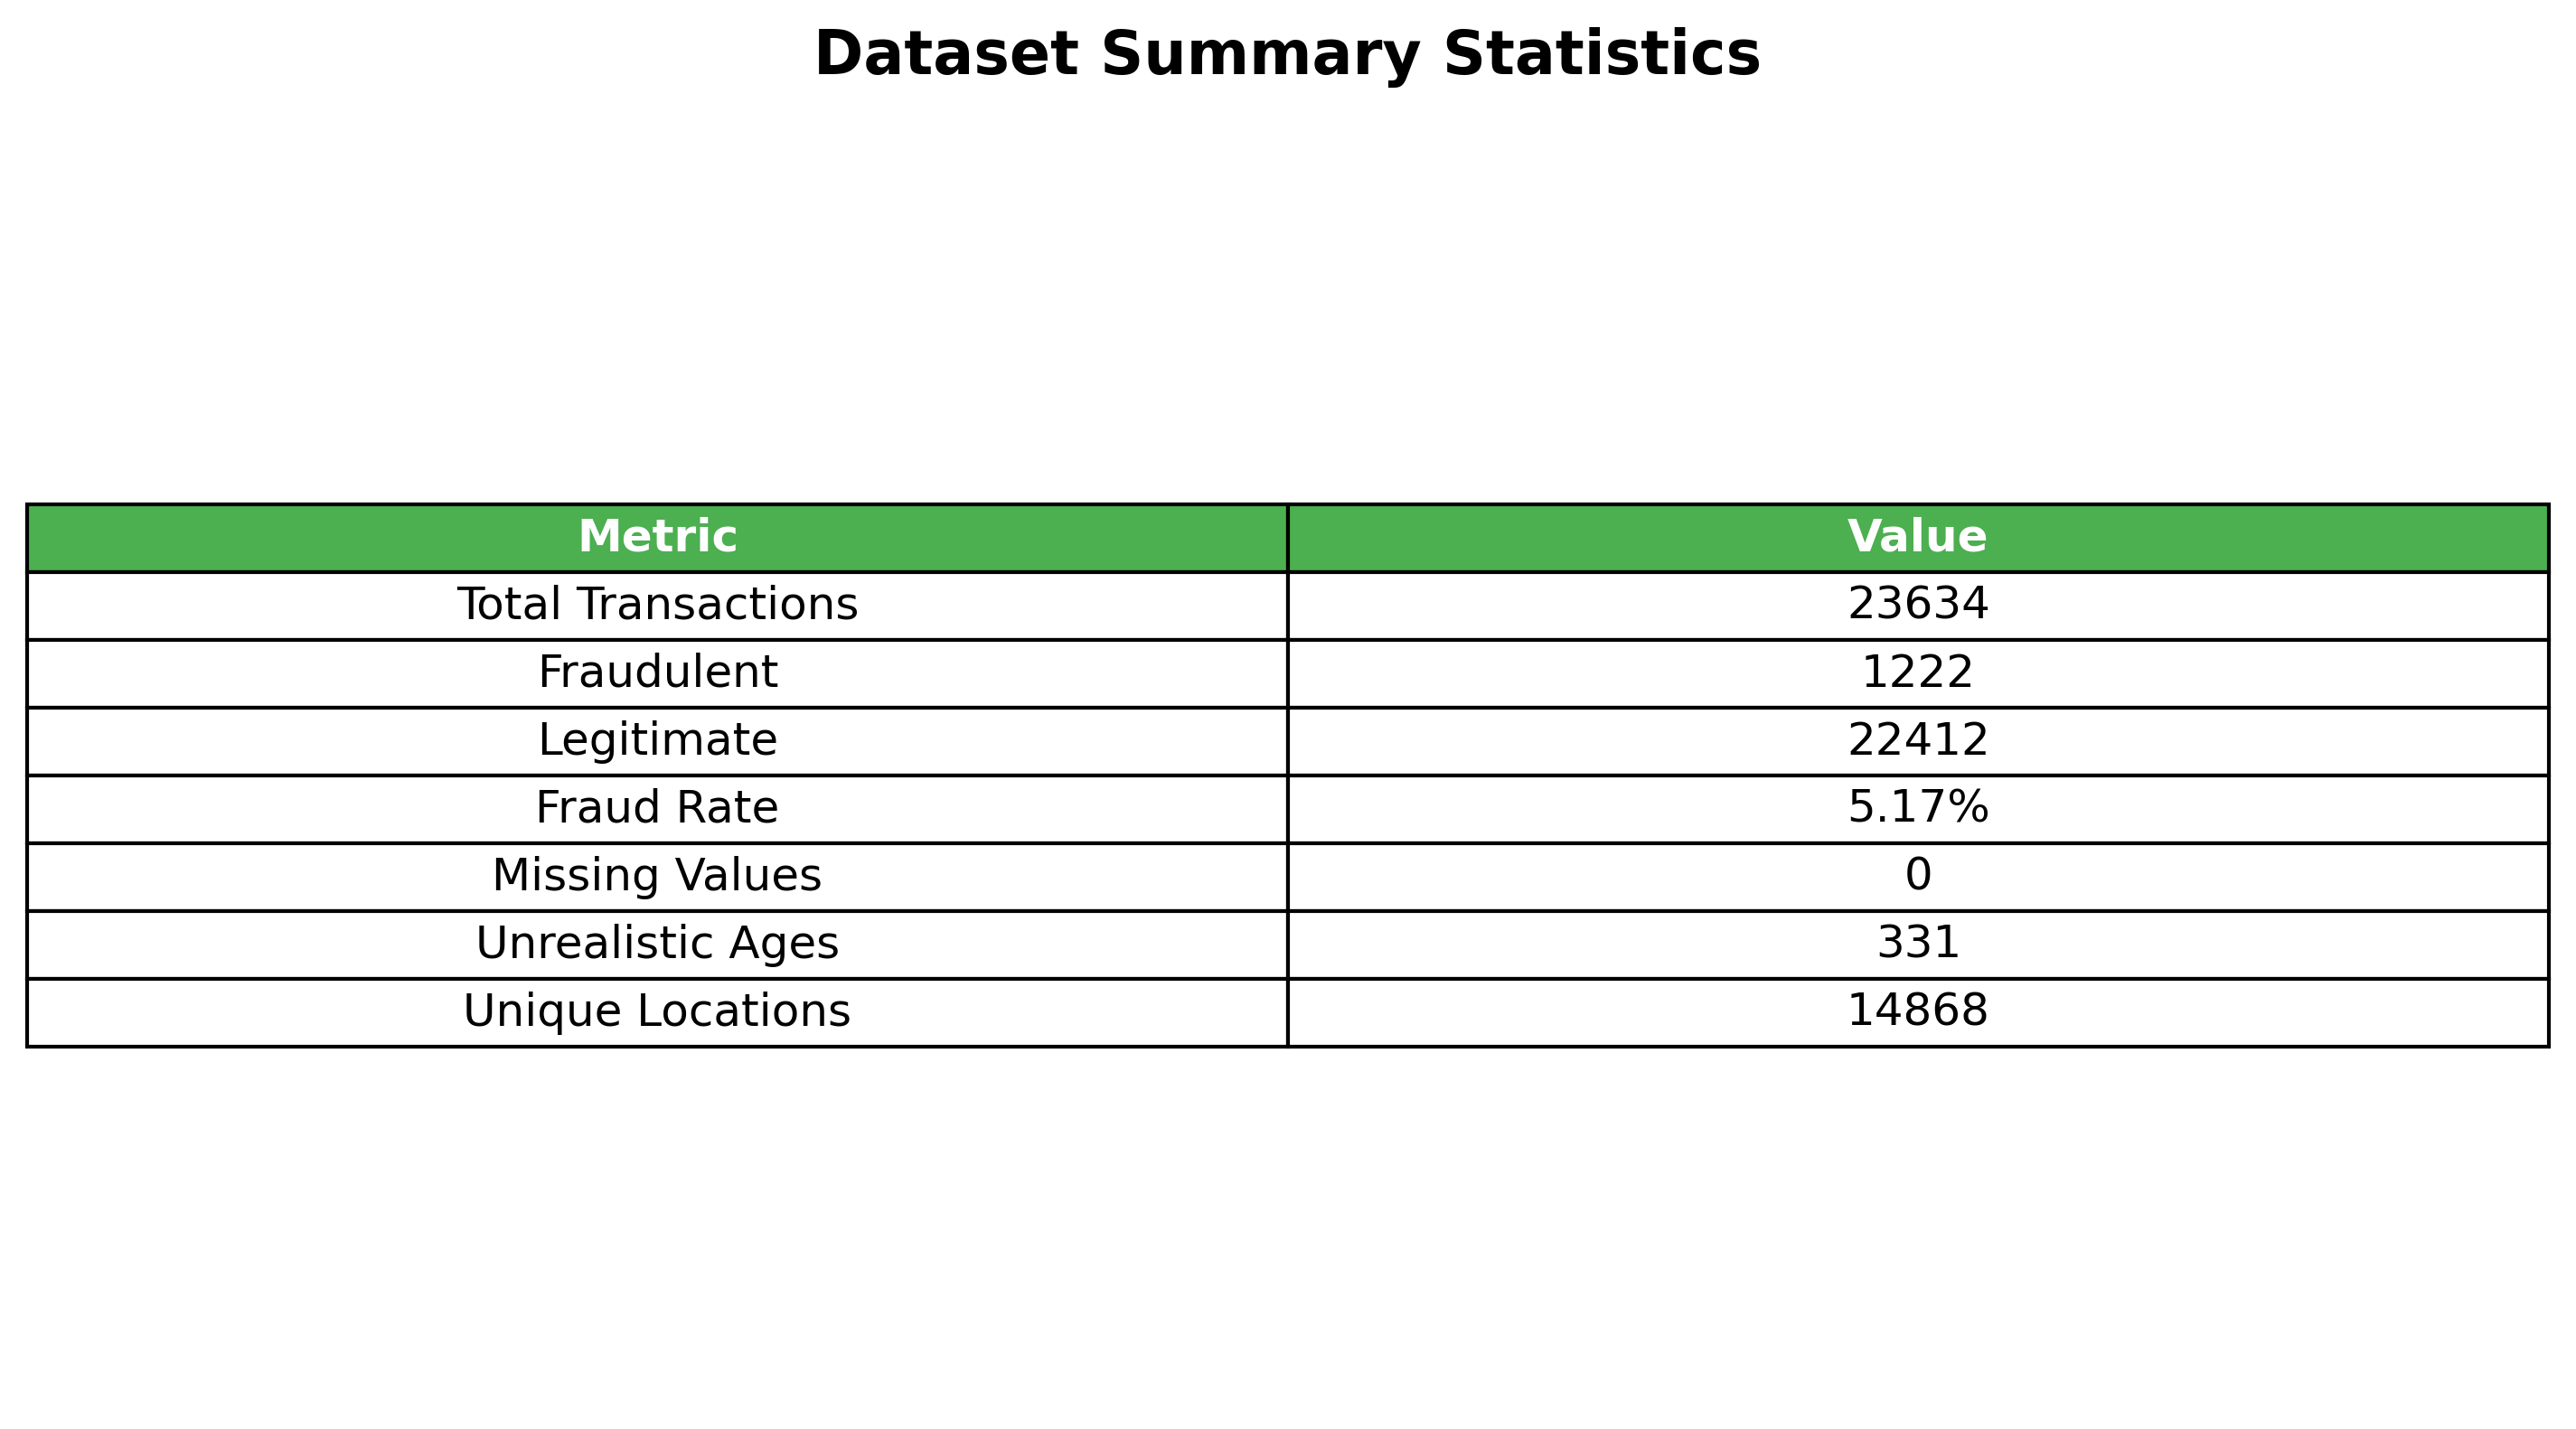 Dataset Summary Statistics
Metric Value
Total Transactions 23634
Fraudulent 1222
Legitimate 22412
Fraud Rate 5.17%
Missing Values 0
Unrealistic Ages 331
Unique Locations 14868